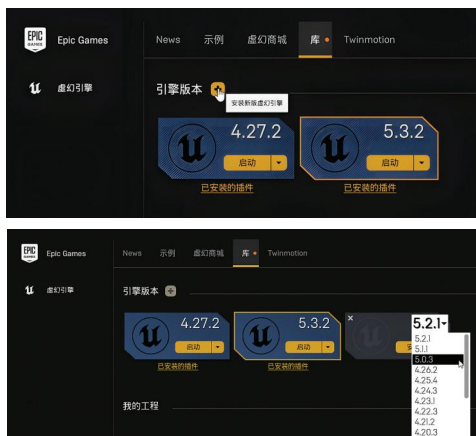 EPIC GAMES
Epic Games
News 示例 虚幻商城 库 Twinmotion
虚幻引擎
引擎版本
安装新版虚幻引擎
4.27.2 5.3.2
启动 启动
已安装的插件 已安装的插件
EPIC GAMES
Epic Games
News 示例 虚幻商城 库 Twinmotion
虚幻引擎
引擎版本
4.27.2 5.3.2 5.2.1
启动 启动
已安装的插件 已安装的插件
5.2.1
5.1.1
5.0.3
4.26.2
4.25.4
4.24.3
4.23.1
4.22.3
4.21.2
4.20.3
我的工程